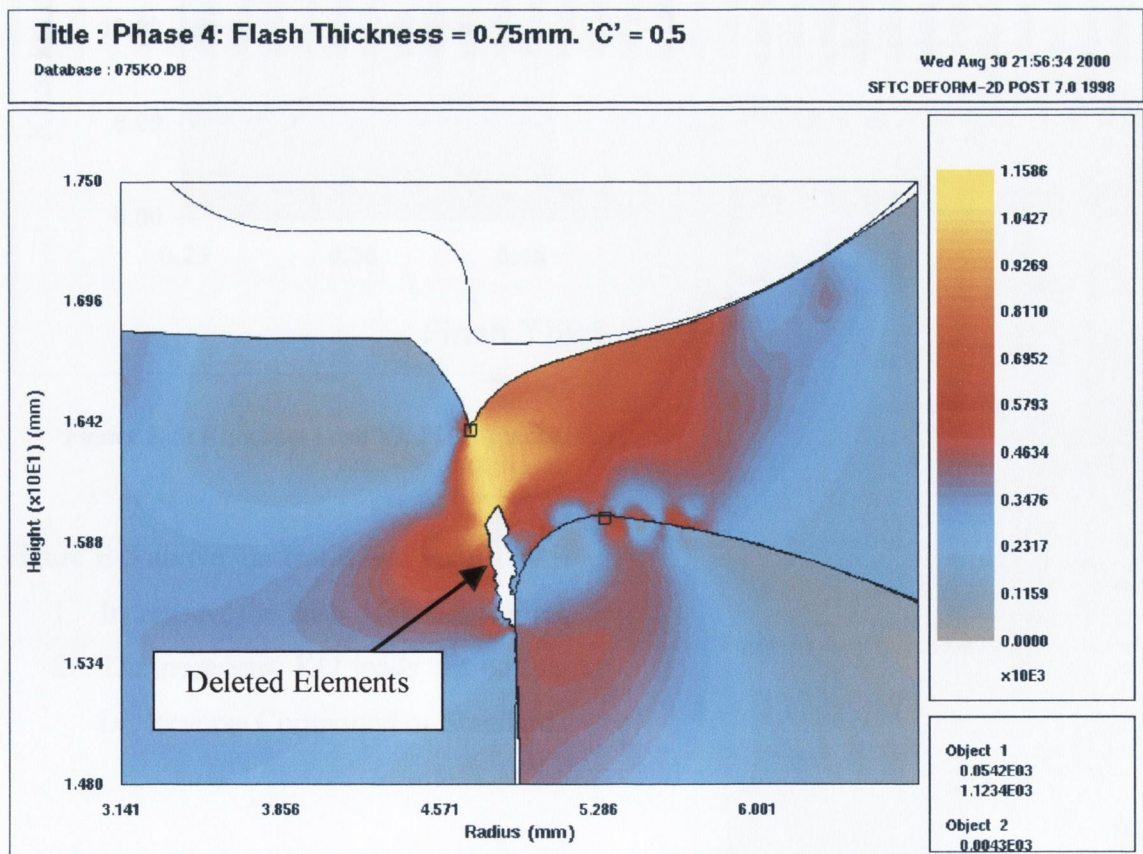 Title : Phase 4: Flash Thickness = 0.75mm. 'C' = 0.5
Database : 075KO.DB
Wed Aug 30 21:56:34 2000
SFTC DEFORM-2D POST 7.0 1998
1.750
1.696
1.642
1.588
1.534
1.480
Height (x10E1) (mm)
3.141 3.856 4.571 5.286 6.001
Radius (mm)
Deleted Elements
1.1586
1.0427
0.9269
0.8110
0.6952
0.5793
0.4634
0.3476
0.2317
0.1159
0.0000
x10E3
Object 1
0.0542E03
1.1234E03
Object 2
0.0043E03